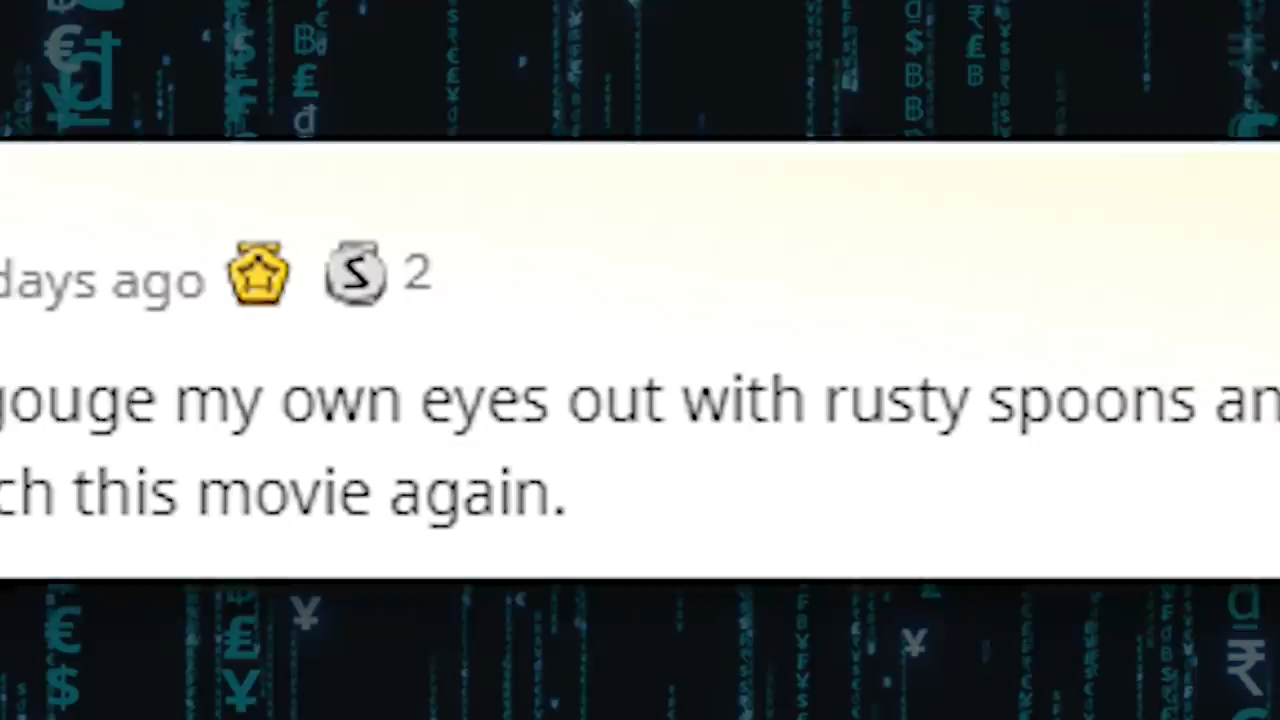 days ago 2
gouge my own eyes out with rusty spoons an
ch this movie again.